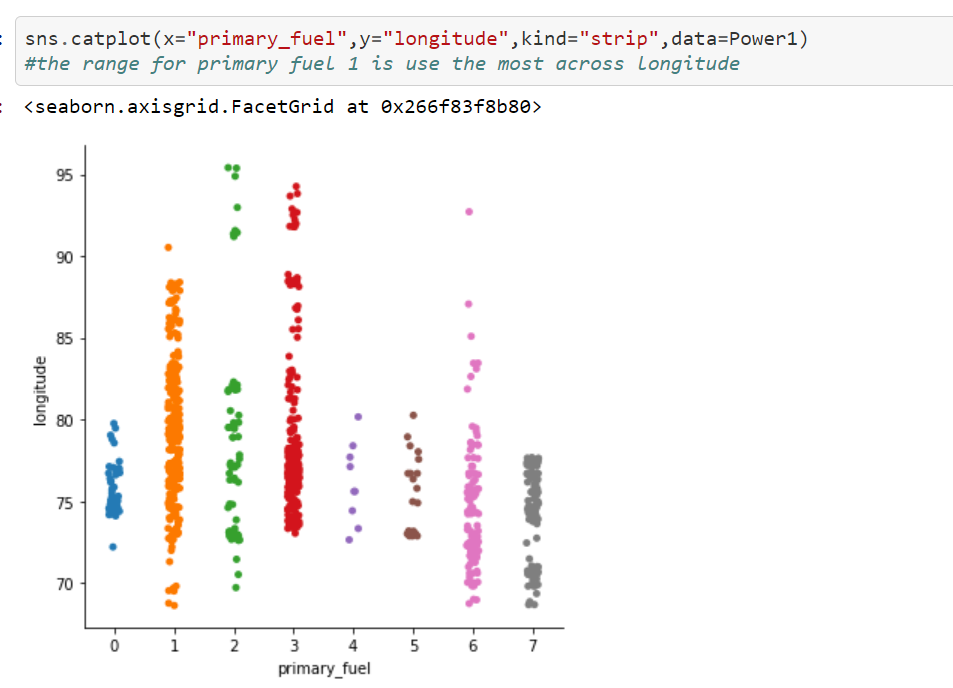 sns.catplot(x="primary_fuel",y="longitude",kind="strip",data=Power1)
#the range for primary fuel 1 is use the most across longitude
<seaborn.axisgrid.FacetGrid at 0x266f83f8b80>
95
90
85
80
75
70
longitude
0 1 2 3 4 5 6 7
primary_fuel